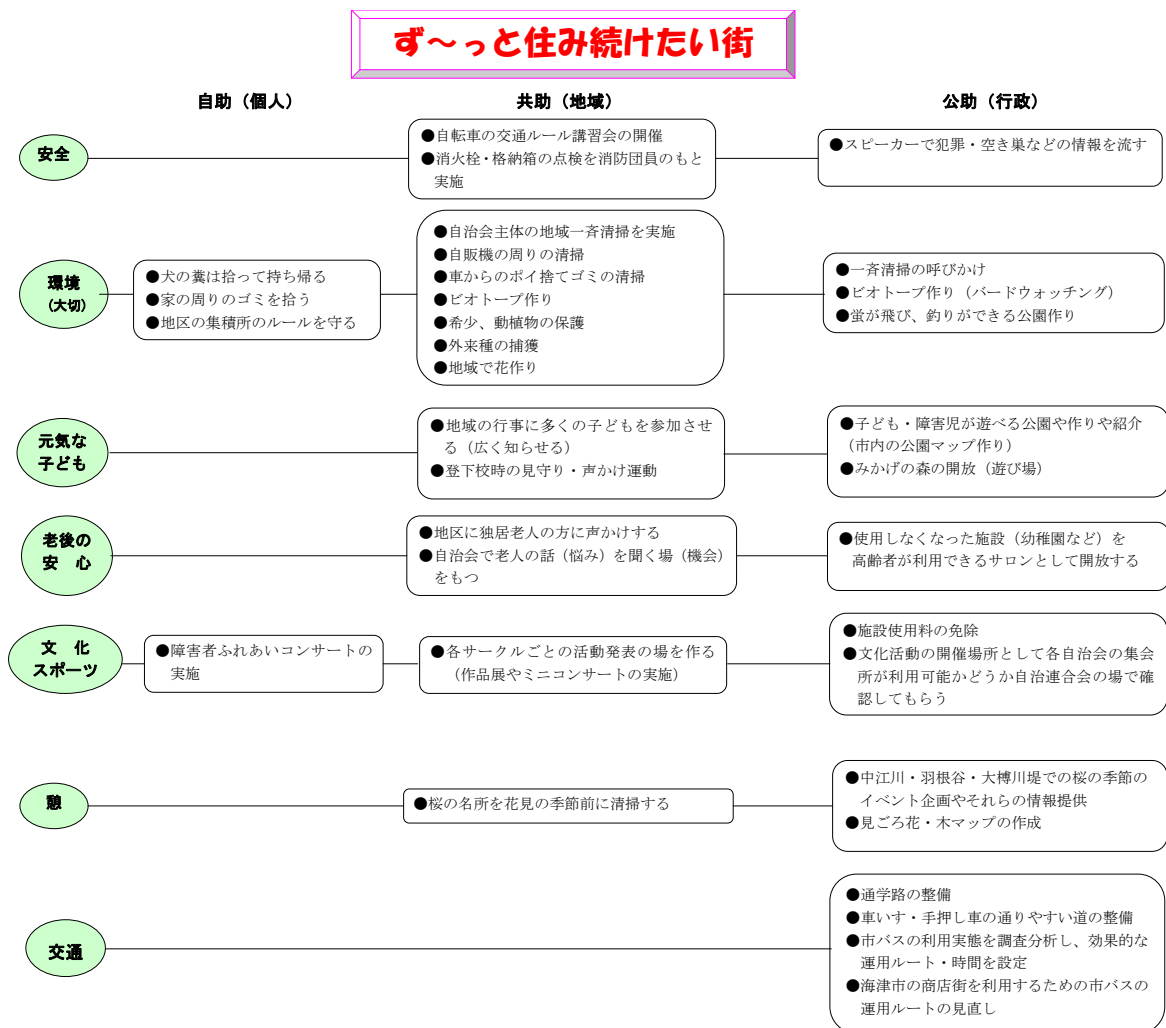 ず～っと住み続けたい街
自助（個人）
共助（地域）
公助（行政）
安全
●自転車の交通ルール講習会の開催
●消火栓・格納箱の点検を消防団員のもと
実施
●スピーカーで犯罪・空き巣などの情報を流す
環境
（大切）
●犬の糞は拾って持ち帰る
●家の周りのゴミを拾う
●地区の集積所のルールを守る
●自治会主体の地域一斉清掃を実施
●自販機の周りの清掃
●車からのポイ捨てゴミの清掃
●ビオトープ作り
●希少、動植物の保護
●外来種の捕獲
●地域で花作り
●一斉清掃の呼びかけ
●ビオトープ作り（バードウォッチング）
●蛍が飛び、釣りができる公園作り
元気な
子ども
●地域の行事に多くの子どもを参加させ
る（広く知らせる）
●登下校時の見守り・声かけ運動
●子ども・障害児が遊べる公園や作りや紹介
（市内の公園マップ作り）
●みかげの森の開放（遊び場）
老後の
安　心
●地区に独居老人の方に声かけする
●自治会で老人の話（悩み）を聞く場（機会）
をもつ
●使用しなくなった施設（幼稚園など）を
高齢者が利用できるサロンとして開放する
文　化
スポーツ
●障害者ふれあいコンサートの
実施
●各サークルごとの活動発表の場を作る
（作品展やミニコンサートの実施）
●施設使用料の免除
●文化活動の開催場所として各自治会の集会
所が利用可能かどうか自治連合会の場で確
認してもらう
憩
●桜の名所を花見の季節前に清掃する
●中江川・羽根谷・大榑川堤での桜の季節の
イベント企画やそれらの情報提供
●見ごろ花・木マップの作成
交通
●通学路の整備
●車いす・手押し車の通りやすい道の整備
●市バスの利用実態を調査分析し、効果的な
運用ルート・時間を設定
●海津市の商店街を利用するための市バスの
運用ルートの見直し